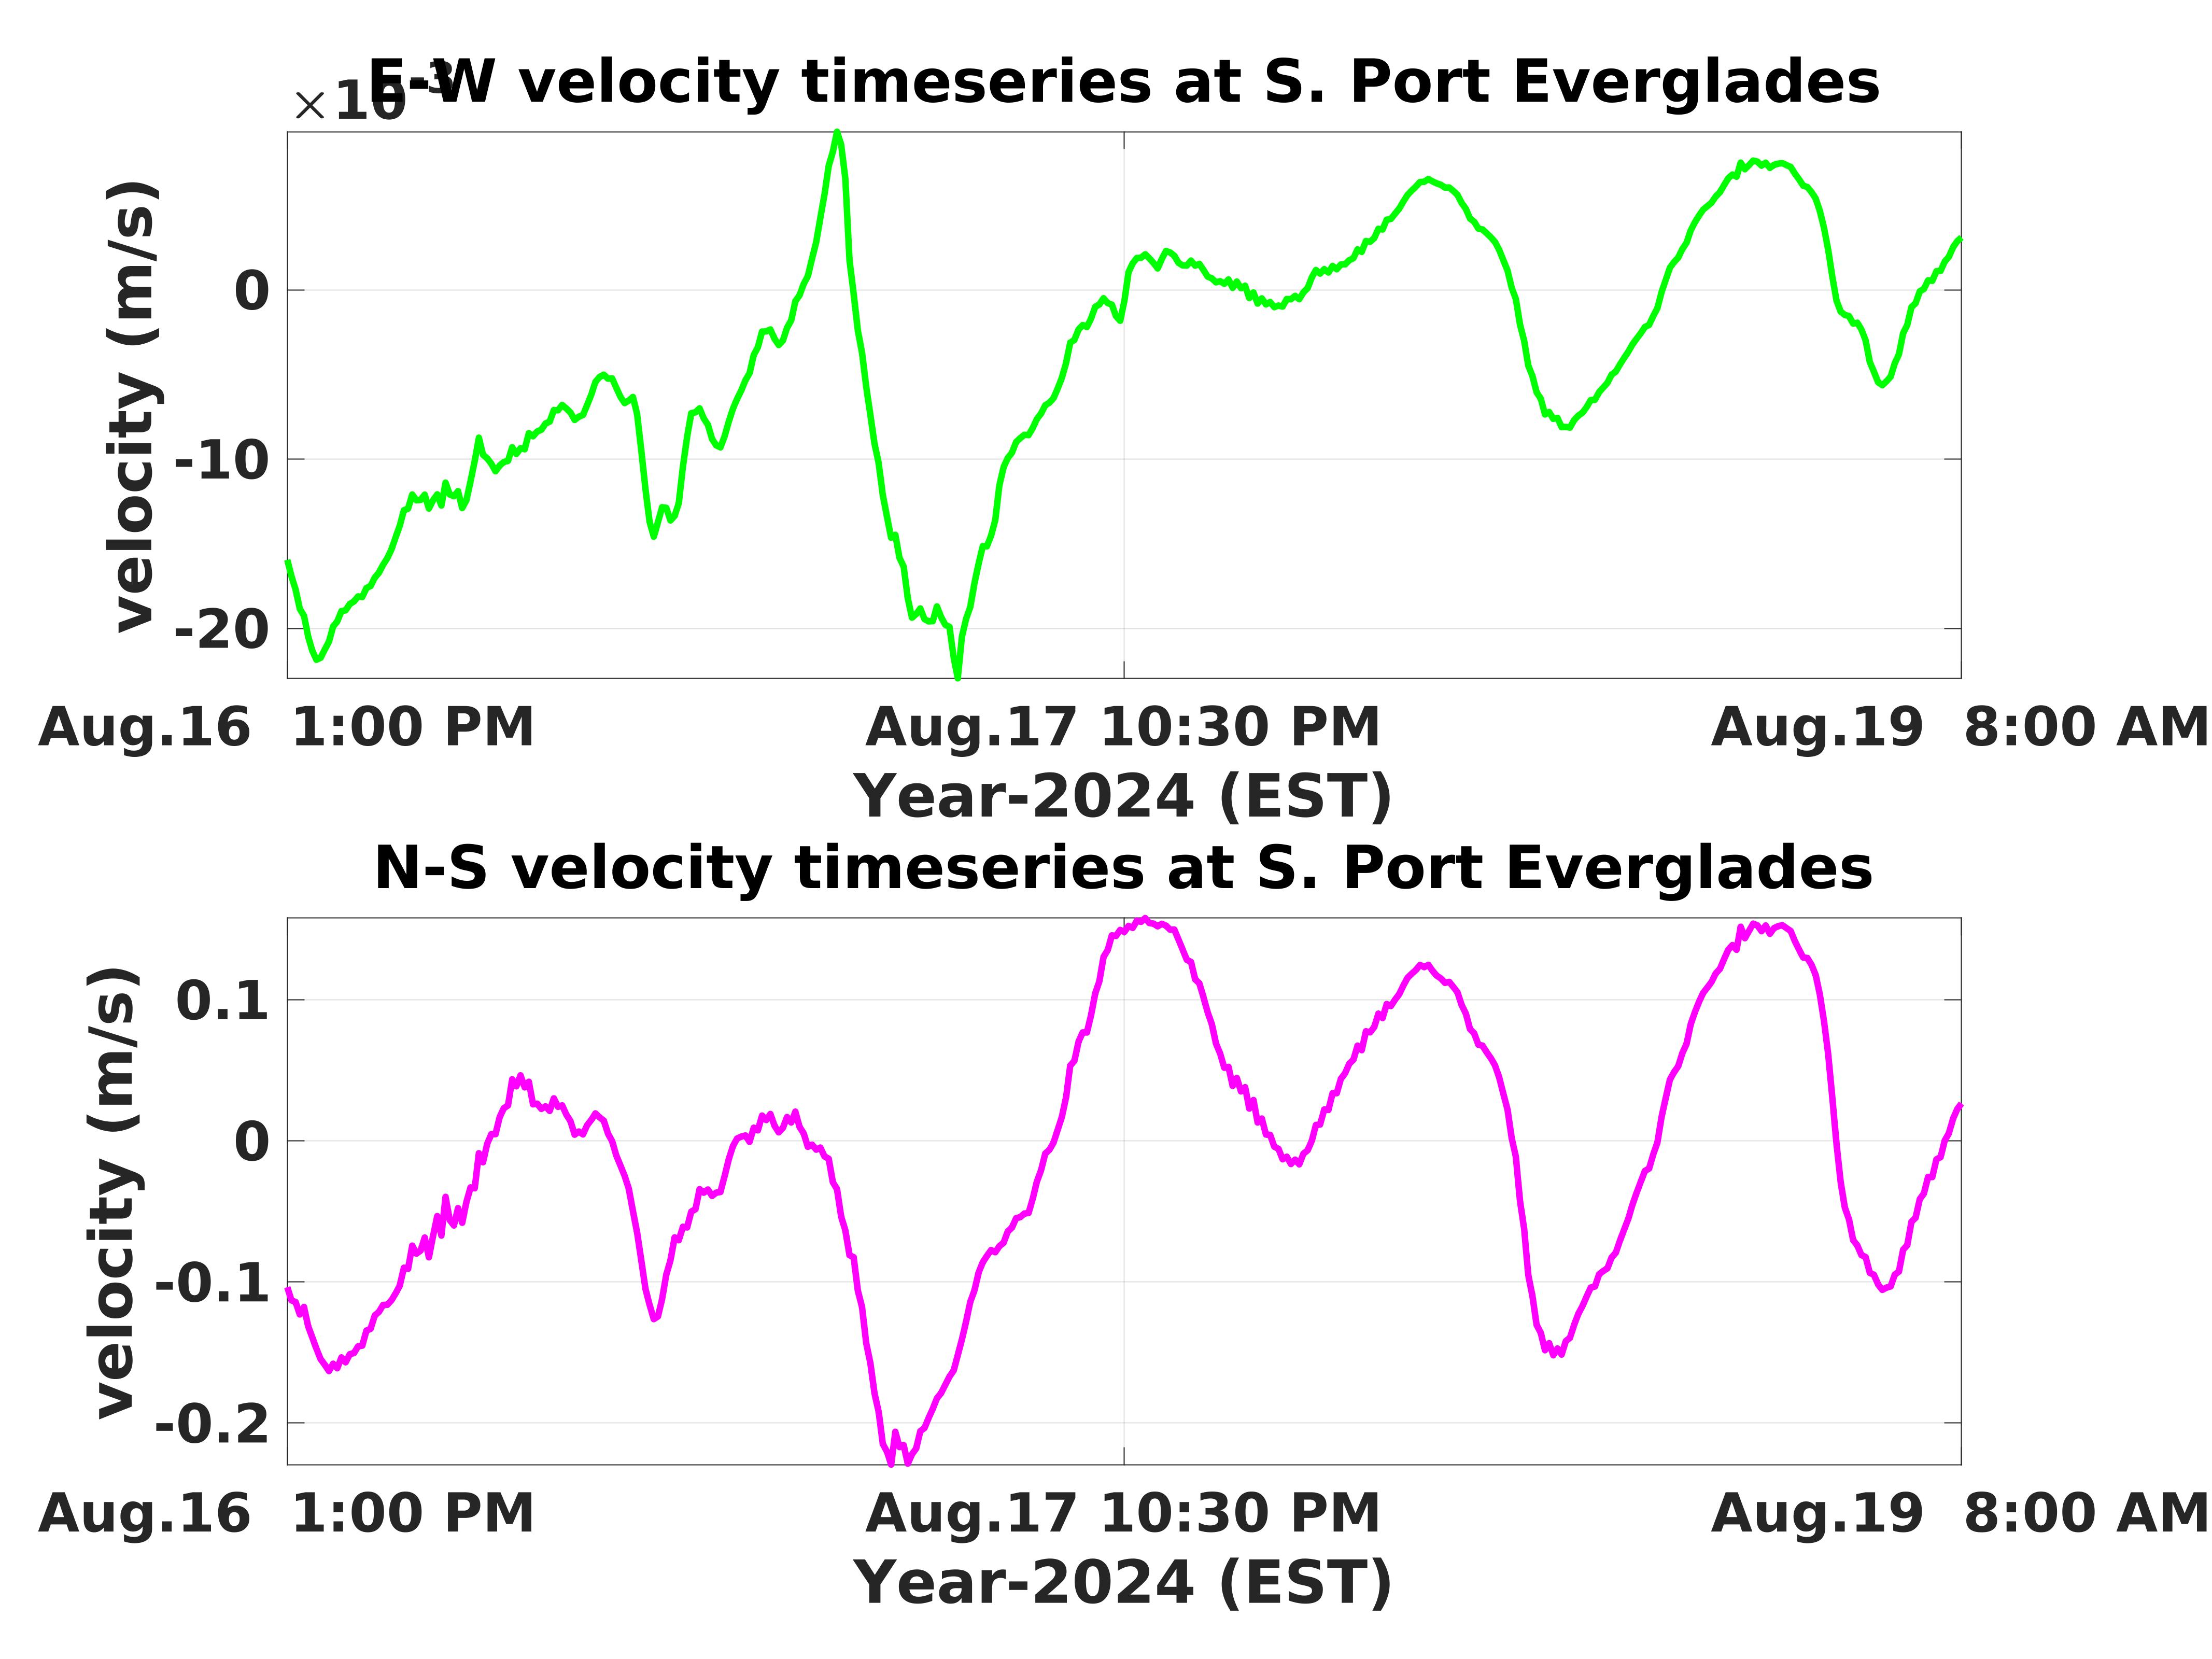 E-W velocity timeseries at S. Port Everglades
×10-3
velocity (m/s)
0
-10
-20
Aug.16  1:00 PM
Aug.17 10:30 PM
Aug.19  8:00 AM
Year-2024 (EST)
N-S velocity timeseries at S. Port Everglades
velocity (m/s)
0.1
0
-0.1
-0.2
Aug.16  1:00 PM
Aug.17 10:30 PM
Aug.19  8:00 AM
Year-2024 (EST)